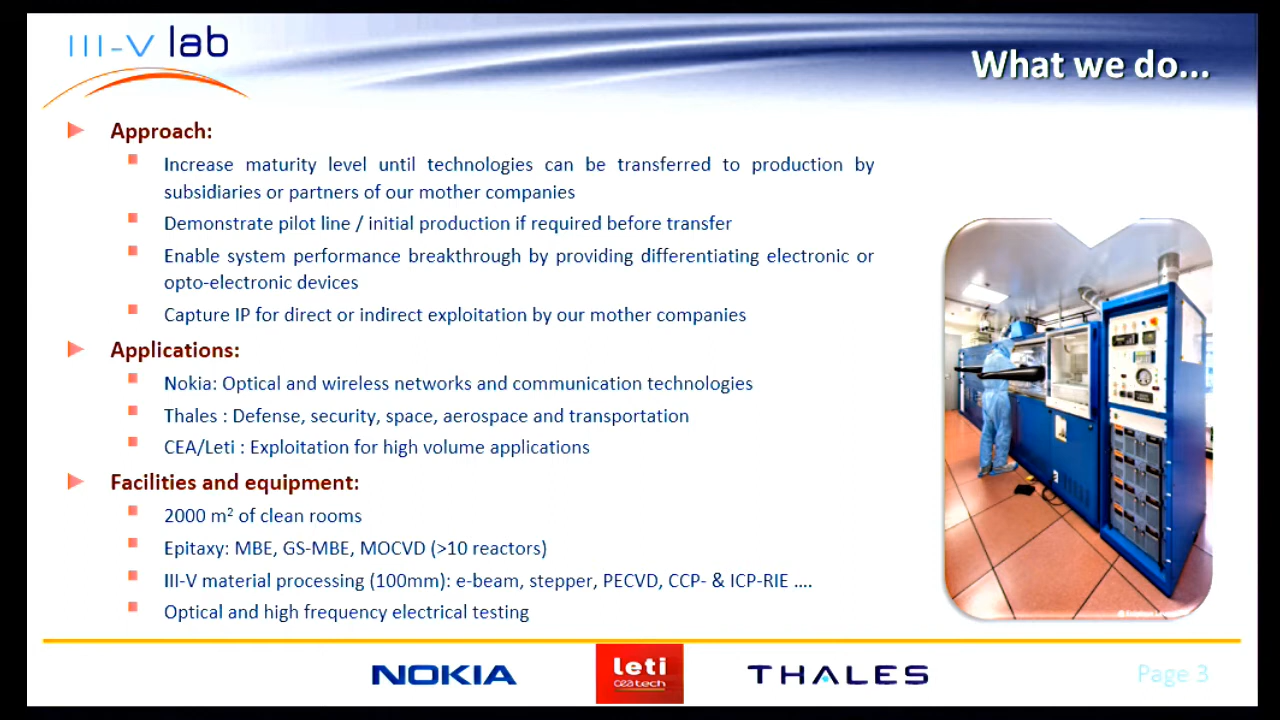 III-V lab
What we do...
Approach:
Increase maturity level until technologies can be transferred to production by
subsidiaries or partners of our mother companies
Demonstrate pilot line / initial production if required before transfer
Enable system performance breakthrough by providing differentiating electronic or
opto-electronic devices
Capture IP for direct or indirect exploitation by our mother companies
Applications:
Nokia: Optical and wireless networks and communication technologies
Thales : Defense, security, space, aerospace and transportation
CEA/Leti : Exploitation for high volume applications
Facilities and equipment:
2000 m² of clean rooms
Epitaxy: MBE, GS-MBE, MOCVD (>10 reactors)
III-V material processing (100mm): e-beam, stepper, PECVD, CCP- & ICP-RIE ....
Optical and high frequency electrical testing
NOKIA
leti
ceatech
THALES
Page 3